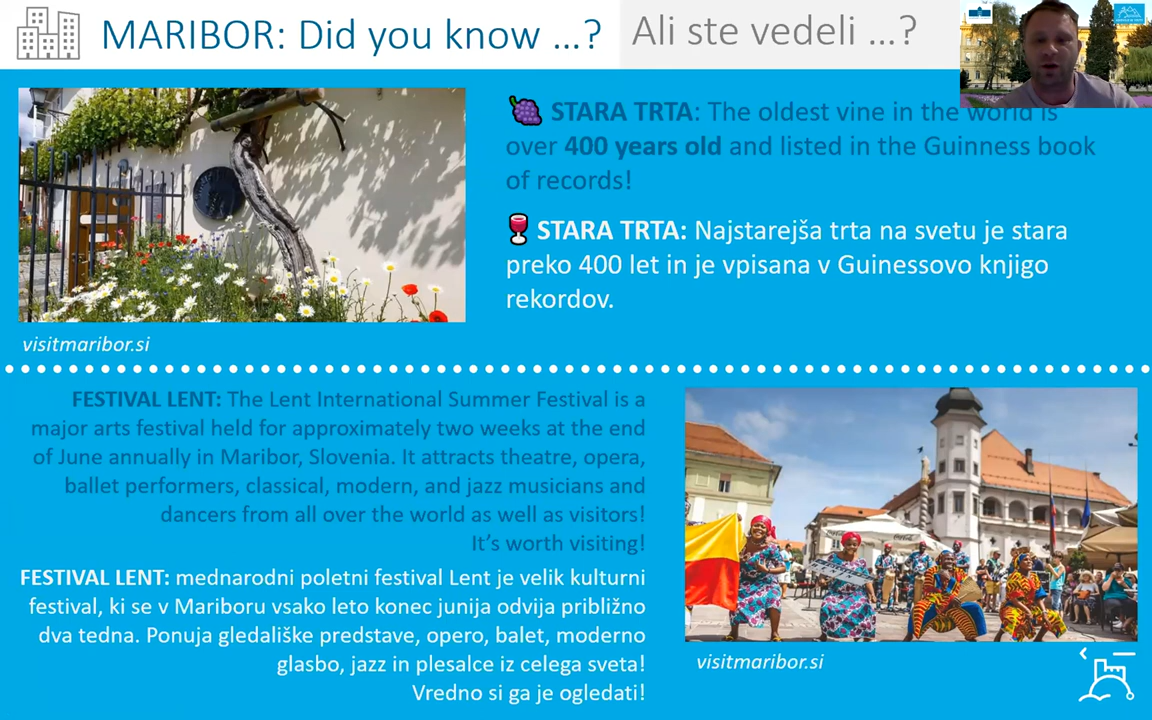 MARIBOR: Did you know …?
Ali ste vedeli …?
STARA TRTA: The oldest vine in the world is
over 400 years old and listed in the Guinness book
of records!
STARA TRTA: Najstarejša trta na svetu je stara
preko 400 let in je vpisana v Guinessovo knjigo
rekordov.
visitmaribor.si
FESTIVAL LENT: The Lent International Summer Festival is a
major arts festival held for approximately two weeks at the end
of June annually in Maribor, Slovenia. It attracts theatre, opera,
ballet performers, classical, modern, and jazz musicians and
dancers from all over the world as well as visitors!
It’s worth visiting!
FESTIVAL LENT: mednarodni poletni festival Lent je velik kulturni
festival, ki se v Mariboru vsako leto konec junija odvija približno
dva tedna. Ponuja gledališke predstave, opero, balet, moderno
glasbo, jazz in plesalce iz celega sveta!
Vredno si ga je ogledati!
visitmaribor.si